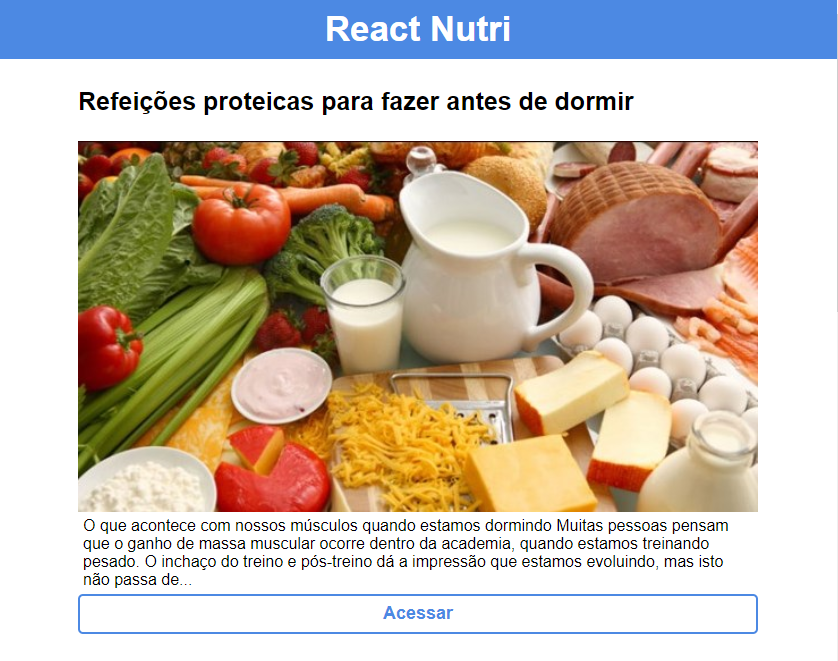 React Nutri
Refeições proteicas para fazer antes de dormir
O que acontece com nossos músculos quando estamos dormindo Muitas pessoas pensam
que o ganho de massa muscular ocorre dentro da academia, quando estamos treinando
pesado. O inchaço do treino e pós-treino dá a impressão que estamos evoluindo, mas isto
não passa de...
Acessar